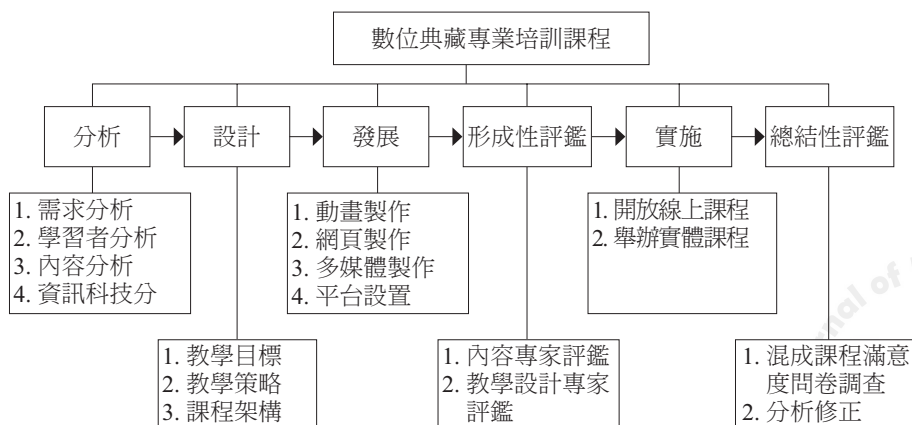 數位典藏專業培訓課程
分析
設計
發展
形成性評鑑
實施
總結性評鑑
1. 需求分析
2. 學習者分析
3. 內容分析
4. 資訊科技分
1. 動畫製作
2. 網頁製作
3. 多媒體製作
4. 平台設置
1. 開放線上課程
2. 舉辦實體課程
1. 教學目標
2. 教學策略
3. 課程架構
1. 內容專家評鑑
2. 教學設計專家
評鑑
1. 混成課程滿意
度問卷調查
2. 分析修正
nal of